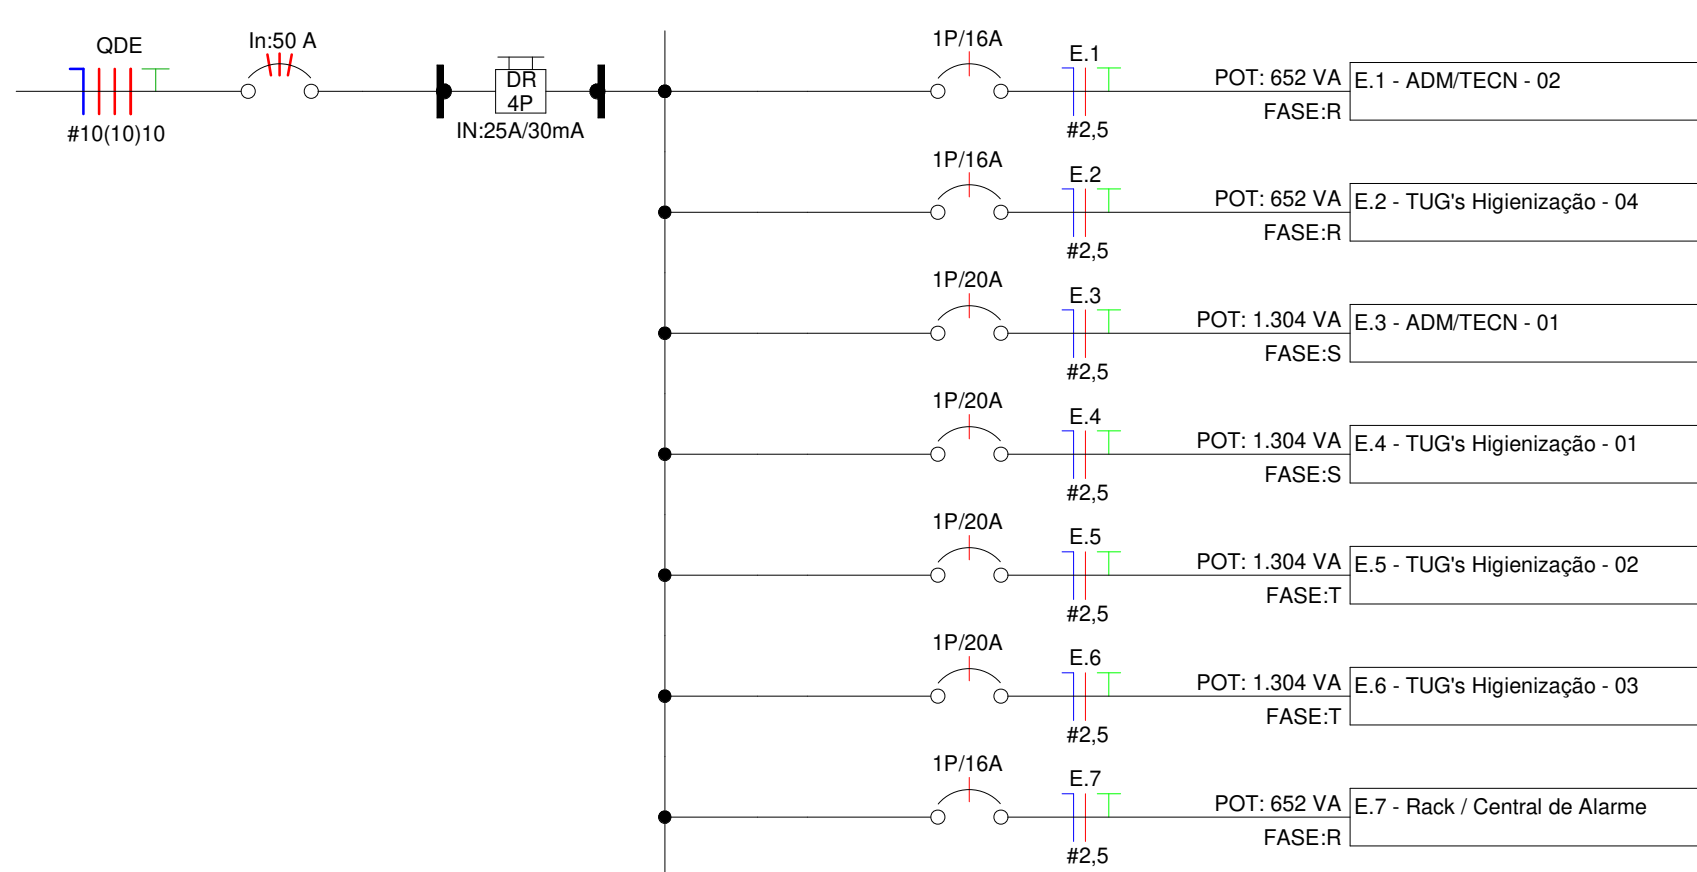 QDE
#10(10)10
In:50 A
DR
4P
IN:25A/30mA
1P/16A
E.1
#2,5
POT: 652 VA
FASE:R
E.1 - ADM/TECN - 02
1P/16A
E.2
#2,5
POT: 652 VA
FASE:R
E.2 - TUG's Higienização - 04
1P/20A
E.3
#2,5
POT: 1.304 VA
FASE:S
E.3 - ADM/TECN - 01
1P/20A
E.4
#2,5
POT: 1.304 VA
FASE:S
E.4 - TUG's Higienização - 01
1P/20A
E.5
#2,5
POT: 1.304 VA
FASE:T
E.5 - TUG's Higienização - 02
1P/20A
E.6
#2,5
POT: 1.304 VA
FASE:T
E.6 - TUG's Higienização - 03
1P/16A
E.7
#2,5
POT: 652 VA
FASE:R
E.7 - Rack / Central de Alarme